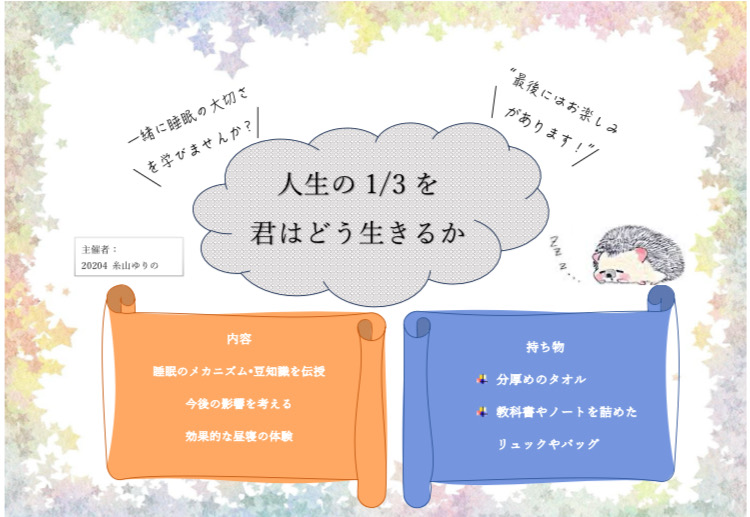 一緒に睡眠の大切さ
を学びませんか?
“最後にはお楽しみ
があります!”
人生の 1/3 を
君はどう生きるか
主催者:
20204 糸山ゆりの
zzz...
内容
睡眠のメカニズム・豆知識を伝授
今後の影響を考える
効果的な昼寝の体験
持ち物
分厚めのタオル
教科書やノートを詰めた
リュックやバッグ